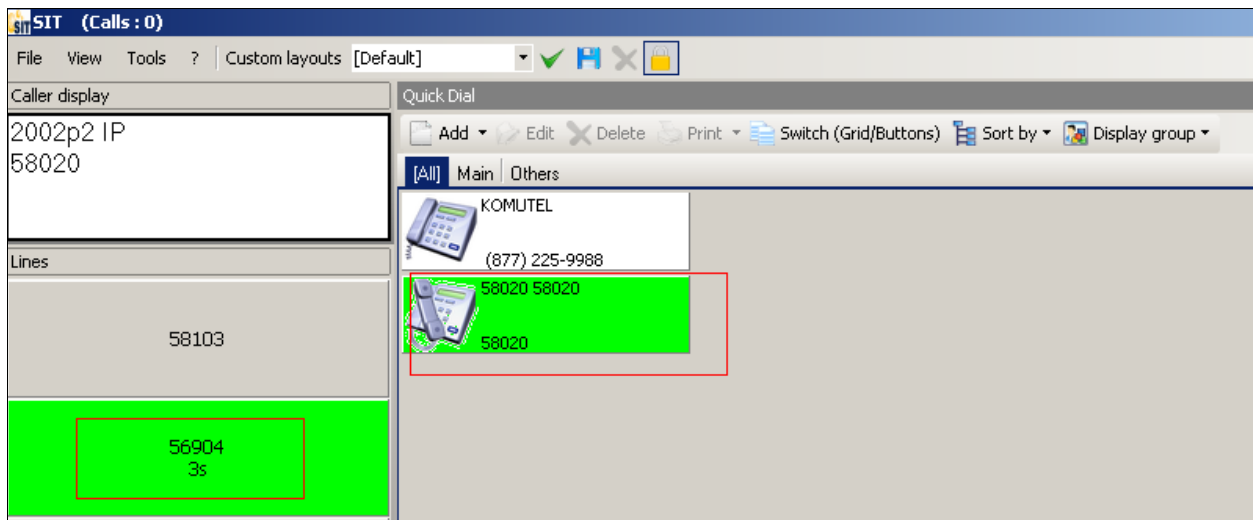 SIT SIT (Calls : 0)
File View Tools ? Custom layouts [Default]
Caller display
2002p2 IP
58020
Lines
58103
56904
3s
Quick Dial
Add Edit Delete Print Switch (Grid/Buttons) Sort by Display group
[All] Main Others
KOMUTEL
(877) 225-9988
58020 58020
58020